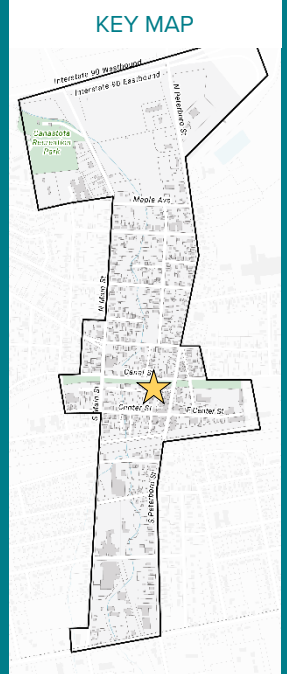 KEY MAP
Interstate 90 Westbound
Interstate 90 Eastbound
N Peterboro St
Canastota
Recreation
Park
Maple Ave
N Main St
Canal St
S Main St
Center St
E Center St
S Peterboro St